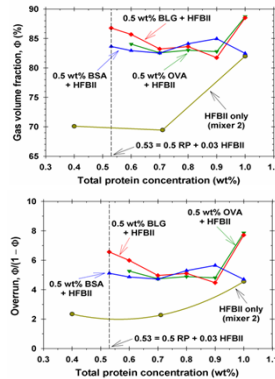 Gas volume fraction, Φ (%)
90
85
80
75
70
65
0.5 wt% BLG + HFBII
0.5 wt% BSA
+ HFBII
0.5 wt% OVA
+ HFBII
HFBII only
(mixer 2)
0.53 = 0.5 RP + 0.03 HFBII
0.3 0.4 0.5 0.6 0.7 0.8 0.9 1.0 1.1
Total protein concentration (wt%)
Overrun, Φ/(1 − Φ)
10
8
6
4
2
0
0.5 wt% BLG
+ HFBII
0.5 wt% OVA
+ HFBII
0.5 wt% BSA
+ HFBII
HFBII only
(mixer 2)
0.53 = 0.5 RP + 0.03 HFBII
0.3 0.4 0.5 0.6 0.7 0.8 0.9 1.0 1.1
Total protein concentration (wt%)